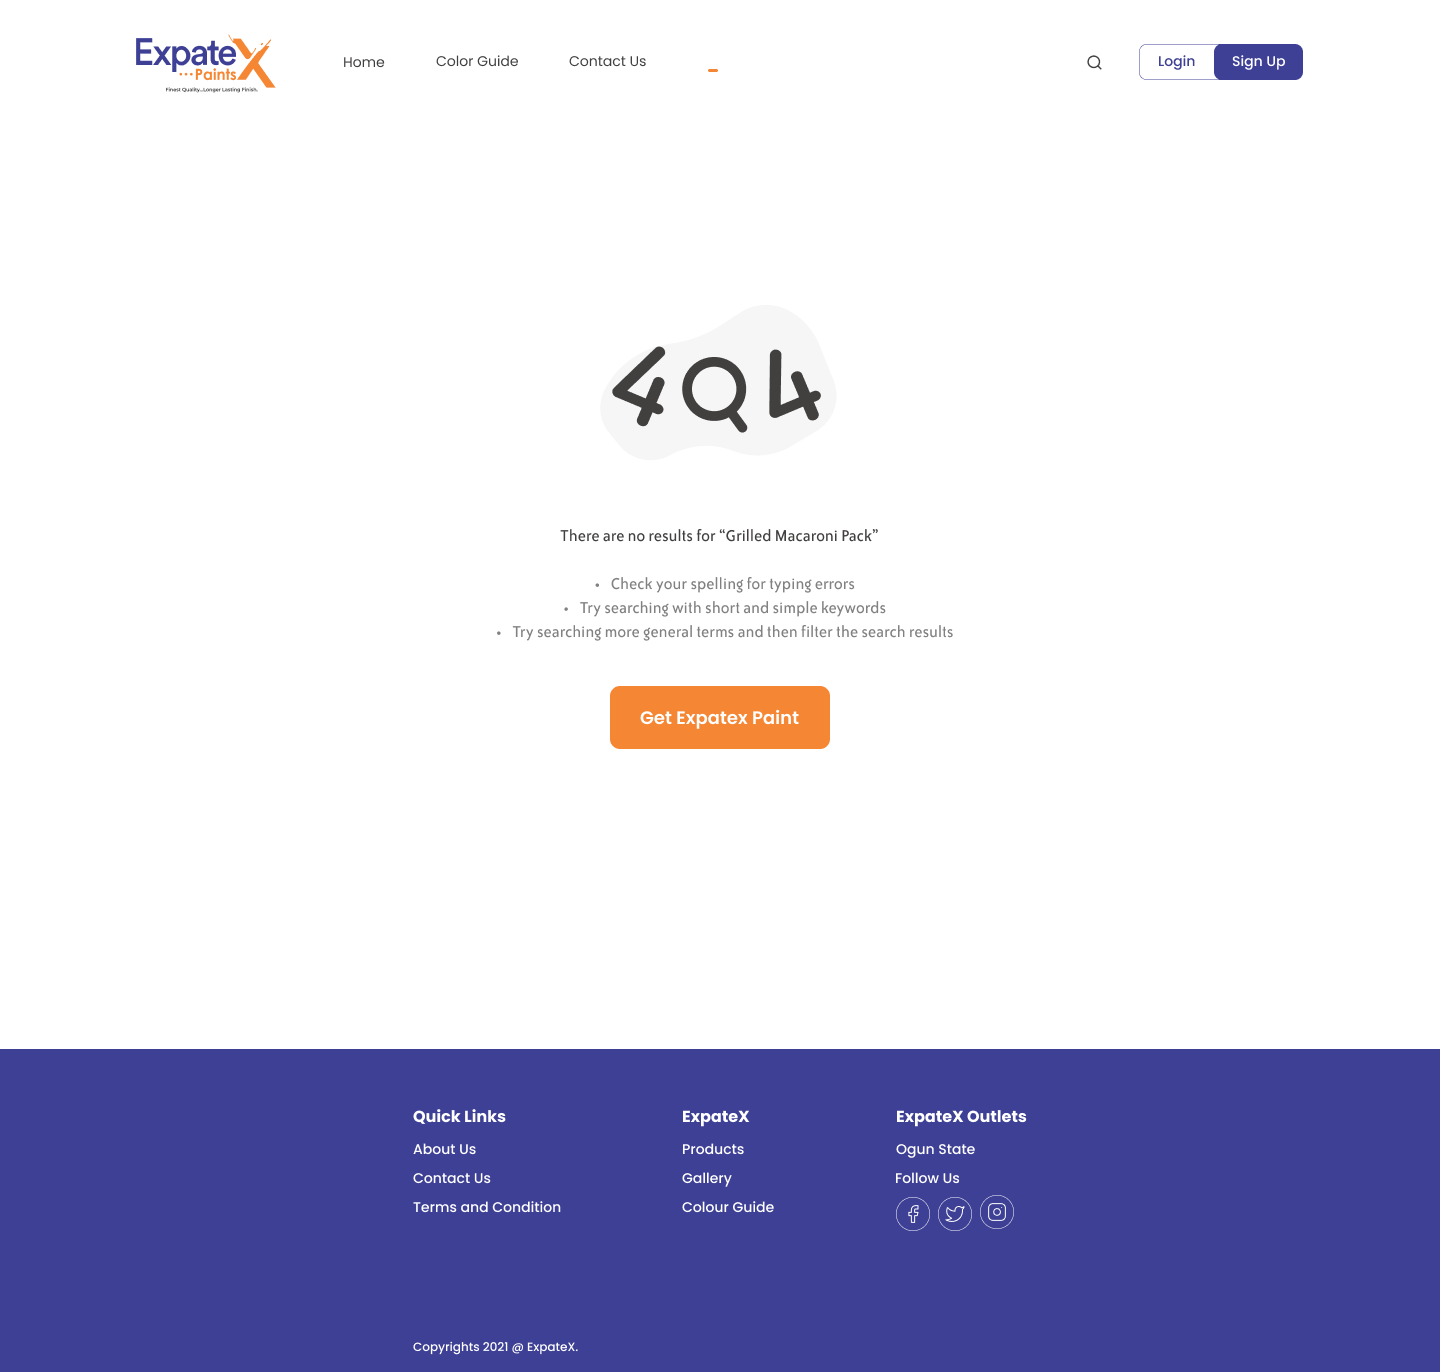 ExpateX
Paints
Finest Quality...Longer Lasting Finish.
Home
Color Guide
Contact Us
Login
Sign Up
404
There are no results for “Grilled Macaroni Pack”
• Check your spelling for typing errors
• Try searching with short and simple keywords
• Try searching more general terms and then filter the search results
Get Expatex Paint
Quick Links
About Us
Contact Us
Terms and Condition
ExpateX
Products
Gallery
Colour Guide
ExpateX Outlets
Ogun State
Follow Us
Copyrights 2021 @ ExpateX.